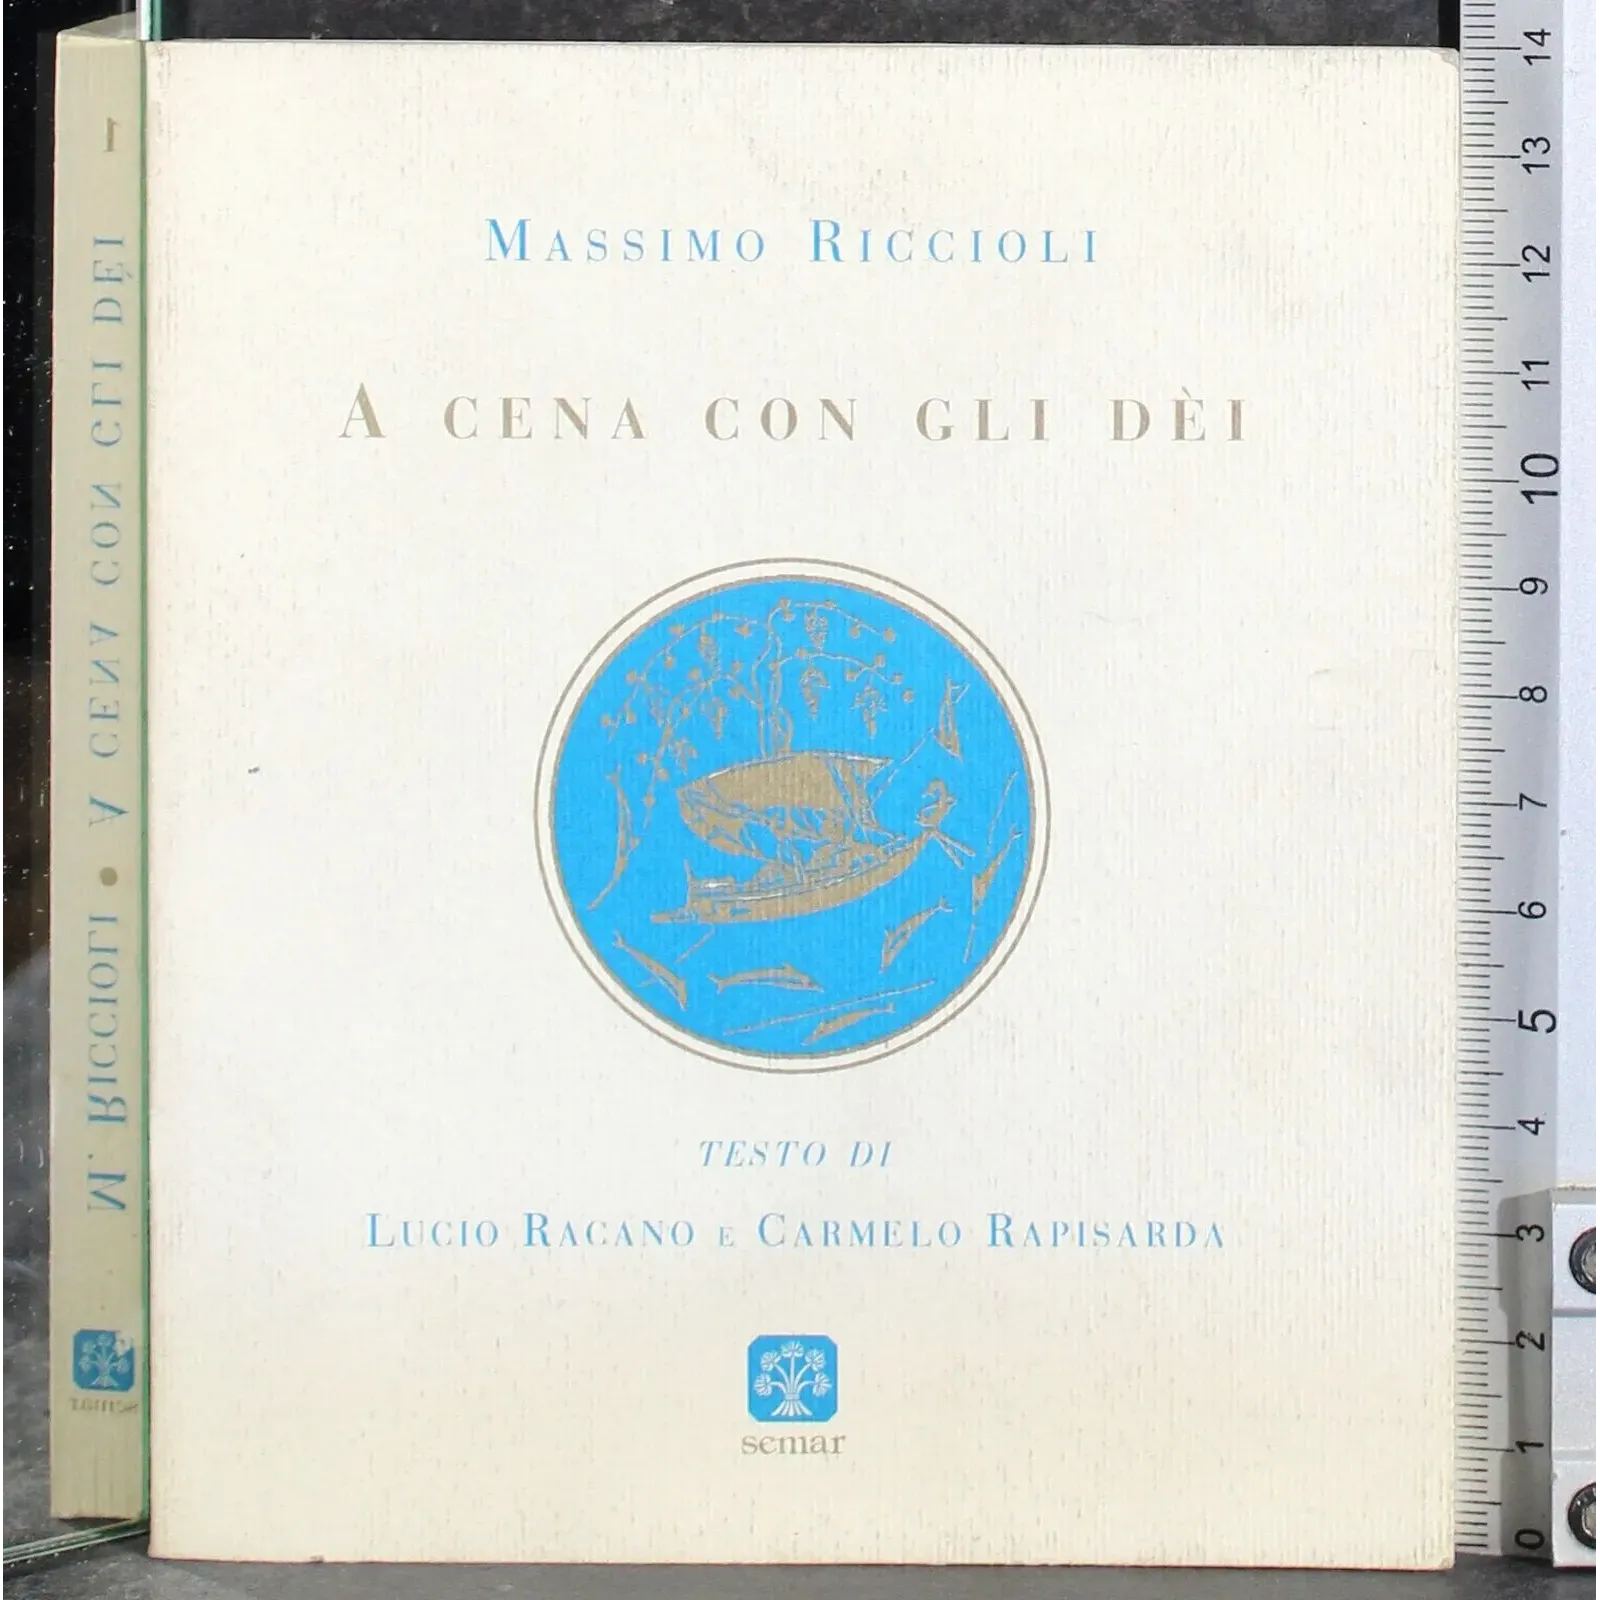 MASSIMO RICCIOLI
A CENA CON GLI DÈI
TESTO DI
LUCIO RACANO E CARMELO RAPISARDA
semar
M. RICCIOLI • A CENA CON GLI DÈI 1
semar
14
13
12
11
10
9
8
7
6
5
4
3
2
1
0